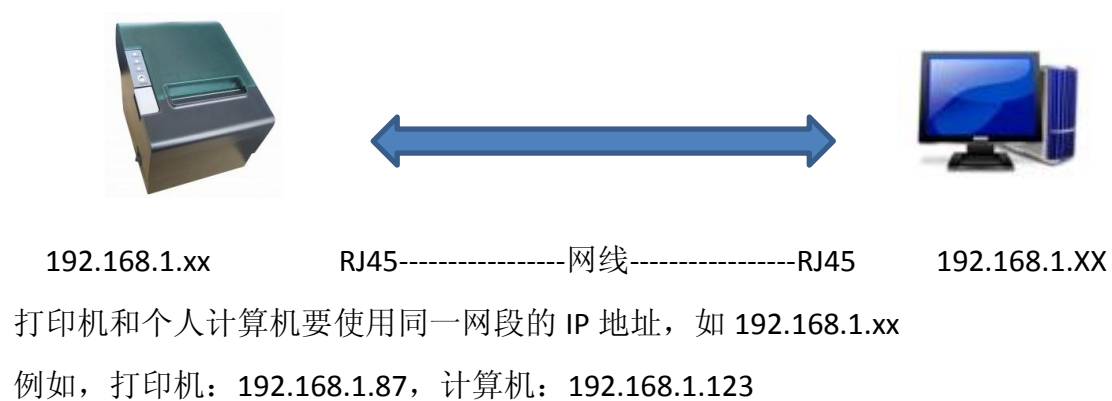 192.168.1.xx RJ45-----------------网线-----------------RJ45 192.168.1.XX
打印机和个人计算机要使用同一网段的 IP 地址，如 192.168.1.xx
例如，打印机：192.168.1.87，计算机：192.168.1.123